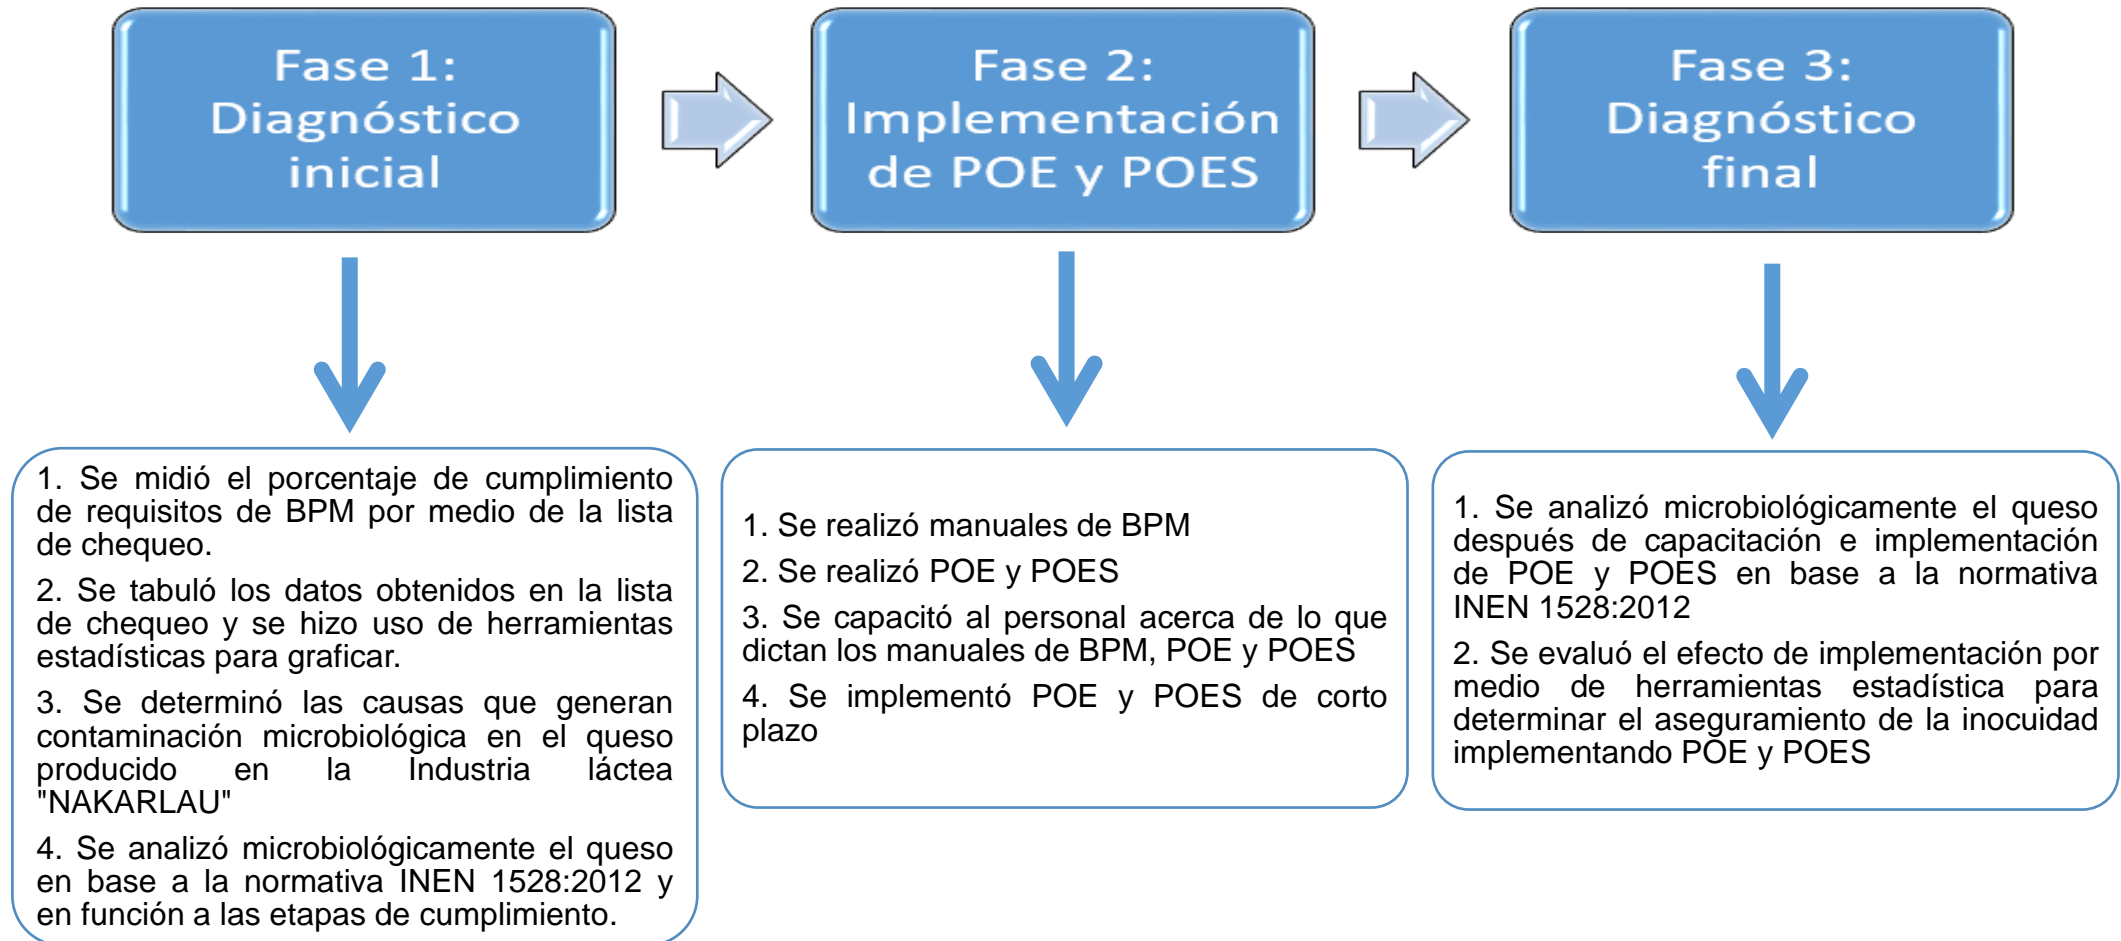 Fase 1:
Diagnóstico
inicial
Fase 2:
Implementación
de POE y POES
Fase 3:
Diagnóstico
final
1. Se midió el porcentaje de cumplimiento
de requisitos de BPM por medio de la lista
de chequeo.
2. Se tabuló los datos obtenidos en la lista
de chequeo y se hizo uso de herramientas
estadísticas para graficar.
3. Se determinó las causas que generan
contaminación microbiológica en el queso
producido en la Industria láctea
"NAKARLAU"
4. Se analizó microbiológicamente el queso
en base a la normativa INEN 1528:2012 y
en función a las etapas de cumplimiento.
1. Se realizó manuales de BPM
2. Se realizó POE y POES
3. Se capacitó al personal acerca de lo que
dictan los manuales de BPM, POE y POES
4. Se implementó POE y POES de corto
plazo
1. Se analizó microbiológicamente el queso
después de capacitación e implementación
de POE y POES en base a la normativa
INEN 1528:2012
2. Se evaluó el efecto de implementación por
medio de herramientas estadística para
determinar el aseguramiento de la inocuidad
implementando POE y POES